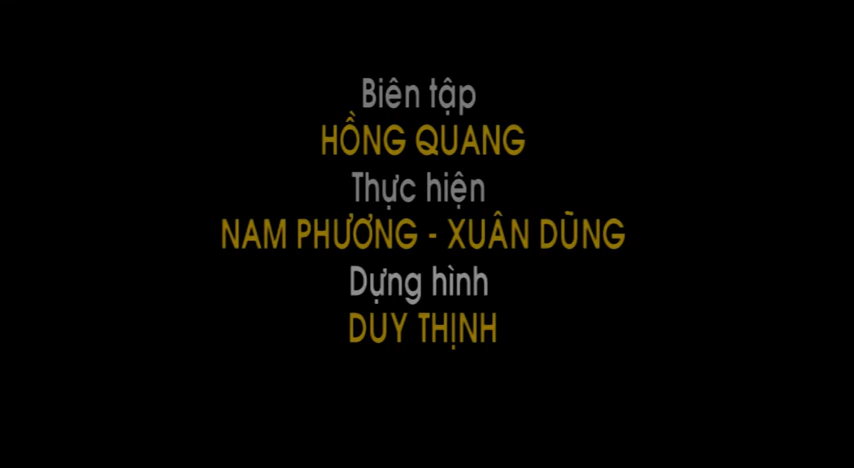 Biên tập
HỒNG QUANG
Thực hiện
NAM PHƯƠNG - XUÂN DŨNG
Dựng hình
DUY THỊNH